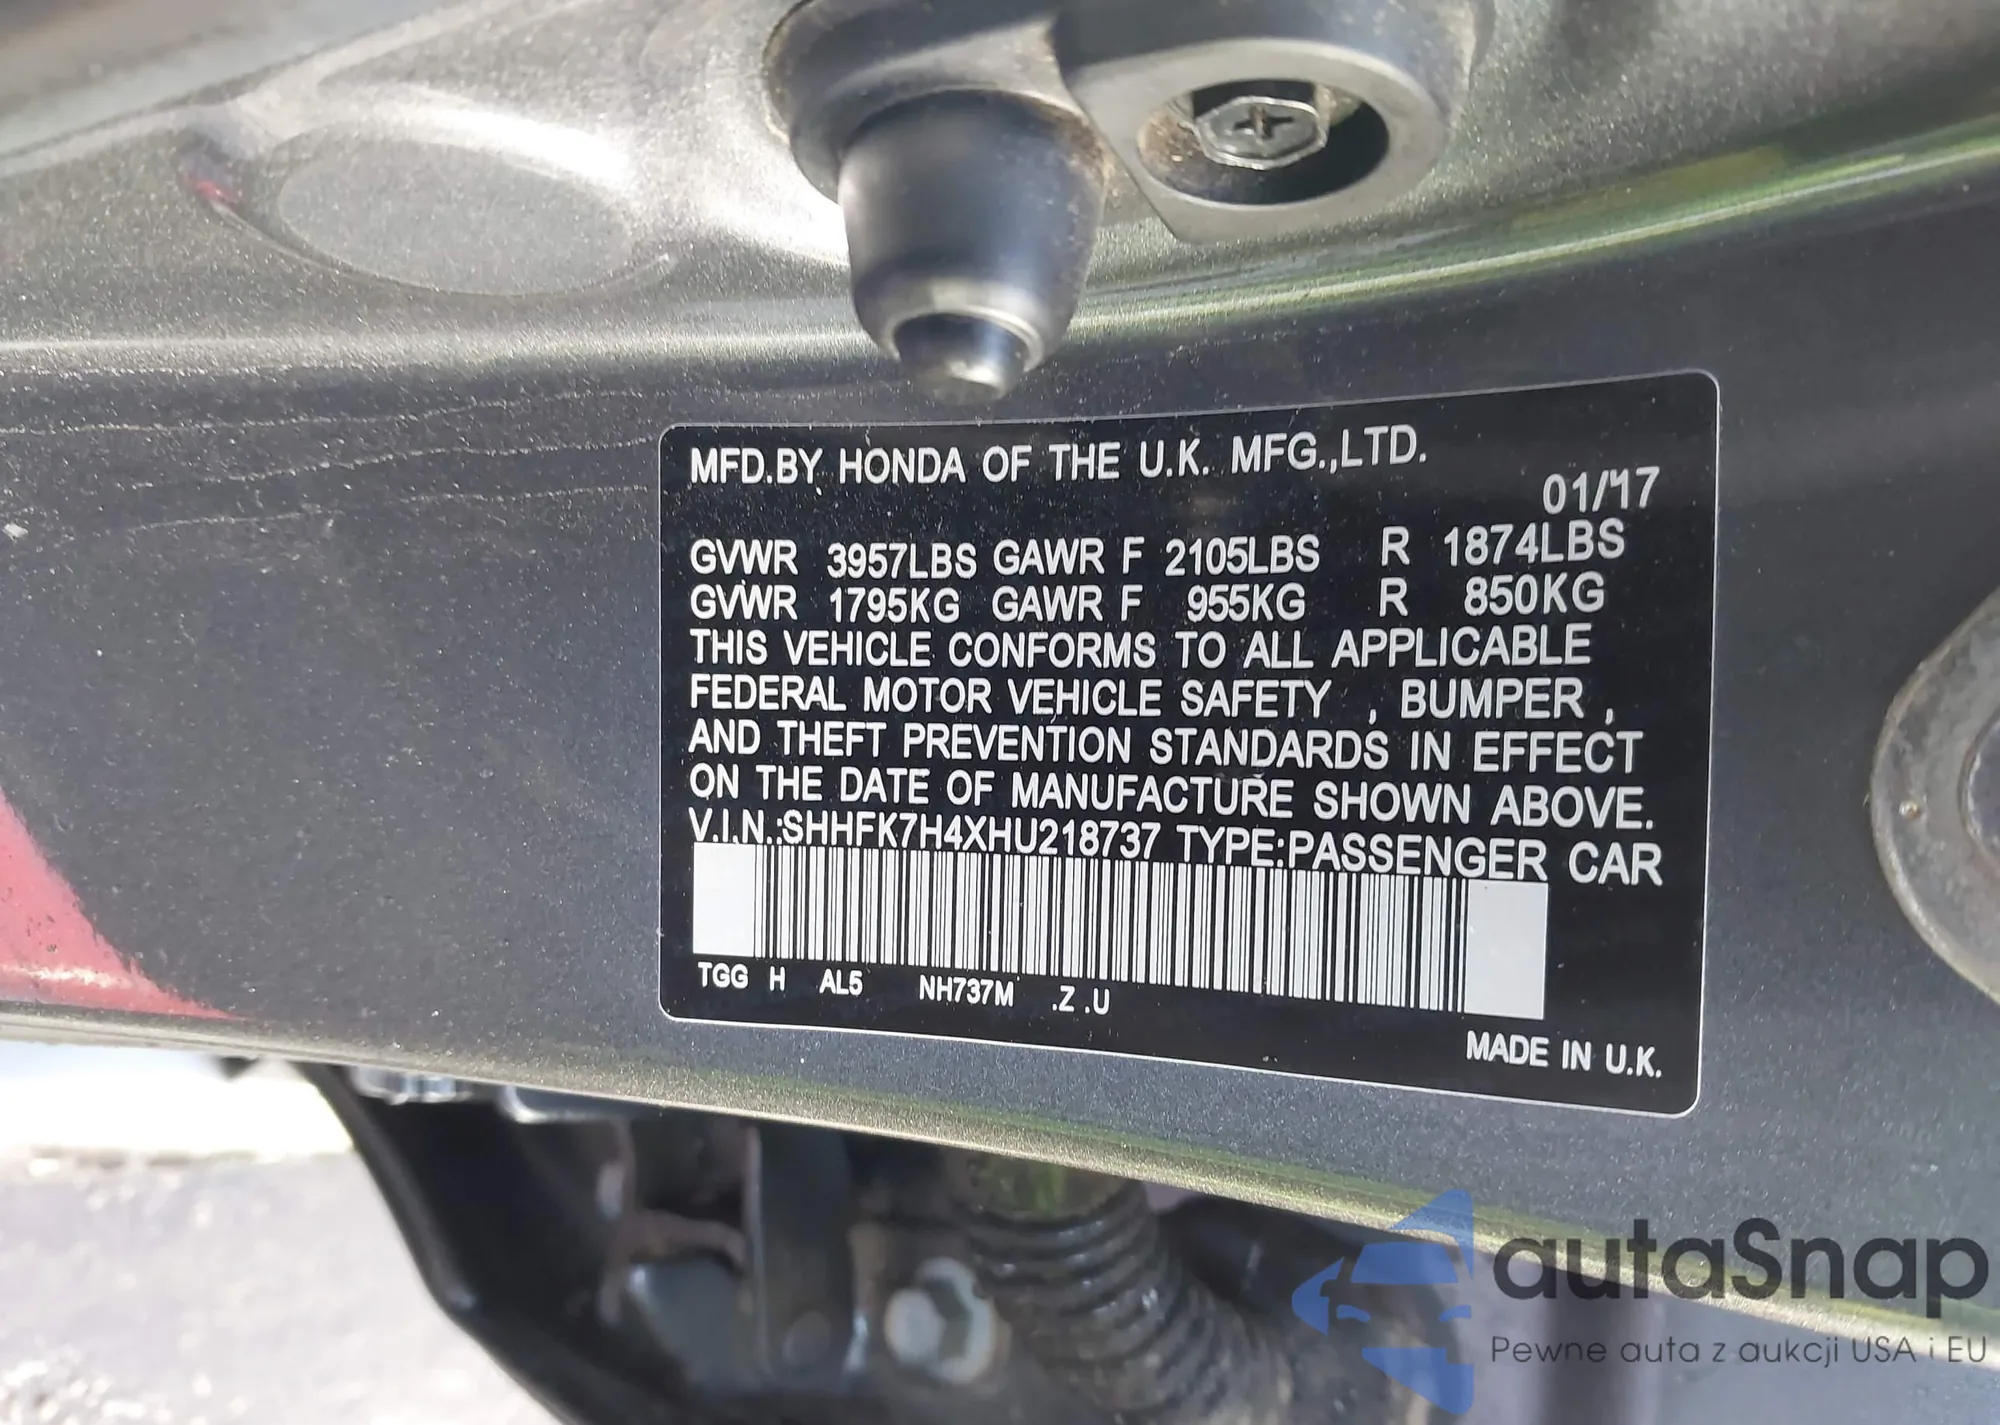 MFD.BY HONDA OF THE U.K. MFG.,LTD.
01/17
GVWR 3957LBS GAWR F 2105LBS R 1874LBS
GVWR 1795KG GAWR F 955KG R 850KG
THIS VEHICLE CONFORMS TO ALL APPLICABLE
FEDERAL MOTOR VEHICLE SAFETY , BUMPER ,
AND THEFT PREVENTION STANDARDS IN EFFECT
ON THE DATE OF MANUFACTURE SHOWN ABOVE.
V.I.N.:SHHFK7H4XHU218737 TYPE:PASSENGER CAR
TGG H AL5 NH737M .Z .U
MADE IN U.K.
autaSnap
Pewne auta z aukcji USA i EU